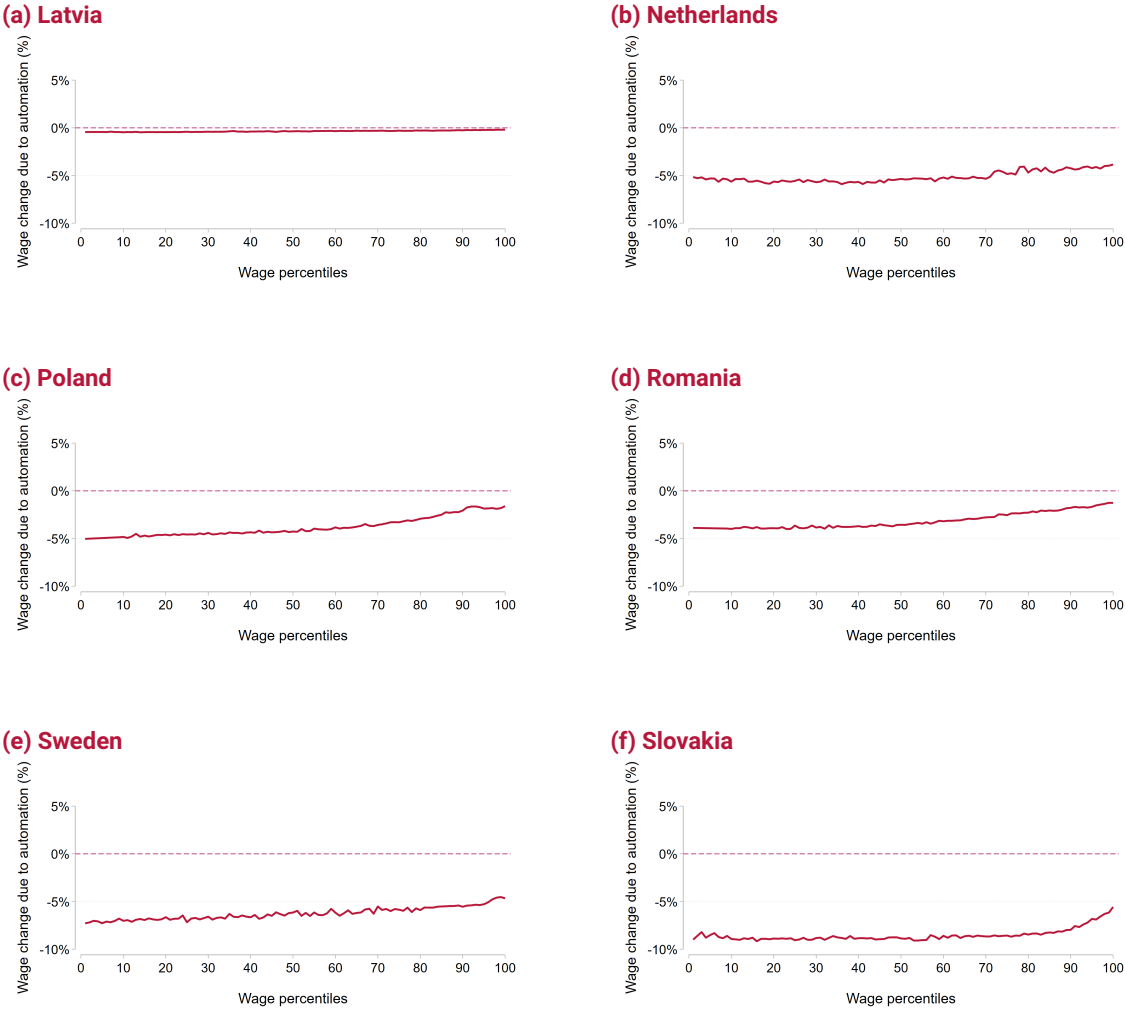 (a) Latvia
Wage change due to automation (%)
5%
0%
-5%
-10%
0 10 20 30 40 50 60 70 80 90 100
Wage percentiles
(b) Netherlands
Wage change due to automation (%)
5%
0%
-5%
-10%
0 10 20 30 40 50 60 70 80 90 100
Wage percentiles
(c) Poland
Wage change due to automation (%)
5%
0%
-5%
-10%
0 10 20 30 40 50 60 70 80 90 100
Wage percentiles
(d) Romania
Wage change due to automation (%)
5%
0%
-5%
-10%
0 10 20 30 40 50 60 70 80 90 100
Wage percentiles
(e) Sweden
Wage change due to automation (%)
5%
0%
-5%
-10%
0 10 20 30 40 50 60 70 80 90 100
Wage percentiles
(f) Slovakia
Wage change due to automation (%)
5%
0%
-5%
-10%
0 10 20 30 40 50 60 70 80 90 100
Wage percentiles